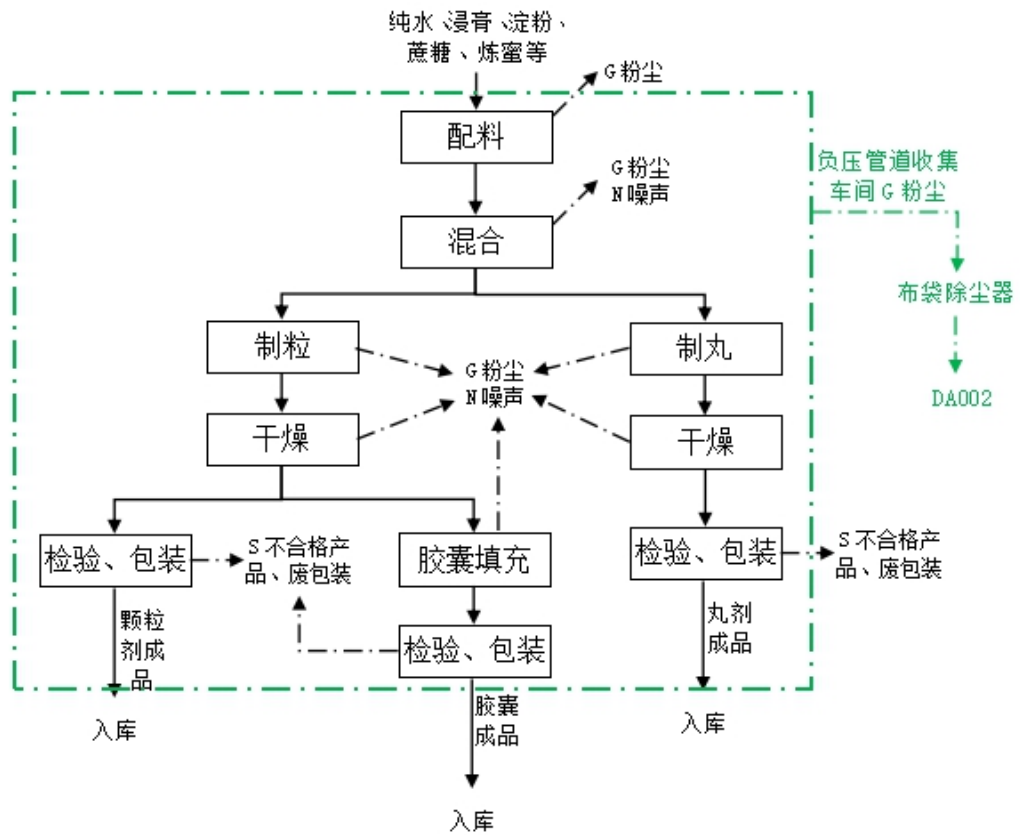 纯水、浸膏、淀粉、
蔗糖、炼蜜等
G粉尘
配料
负压管道收集
车间G粉尘
G粉尘
N噪声
混合
布袋除尘器
制粒
制丸
G粉尘
N噪声
DA002
干燥
干燥
检验、包装
S不合格产
品、废包装
胶囊填充
检验、包装
S不合格产
品、废包装
颗粒
剂成
品
丸剂
成品
检验、包装
入库
胶囊
成品
入库
入库